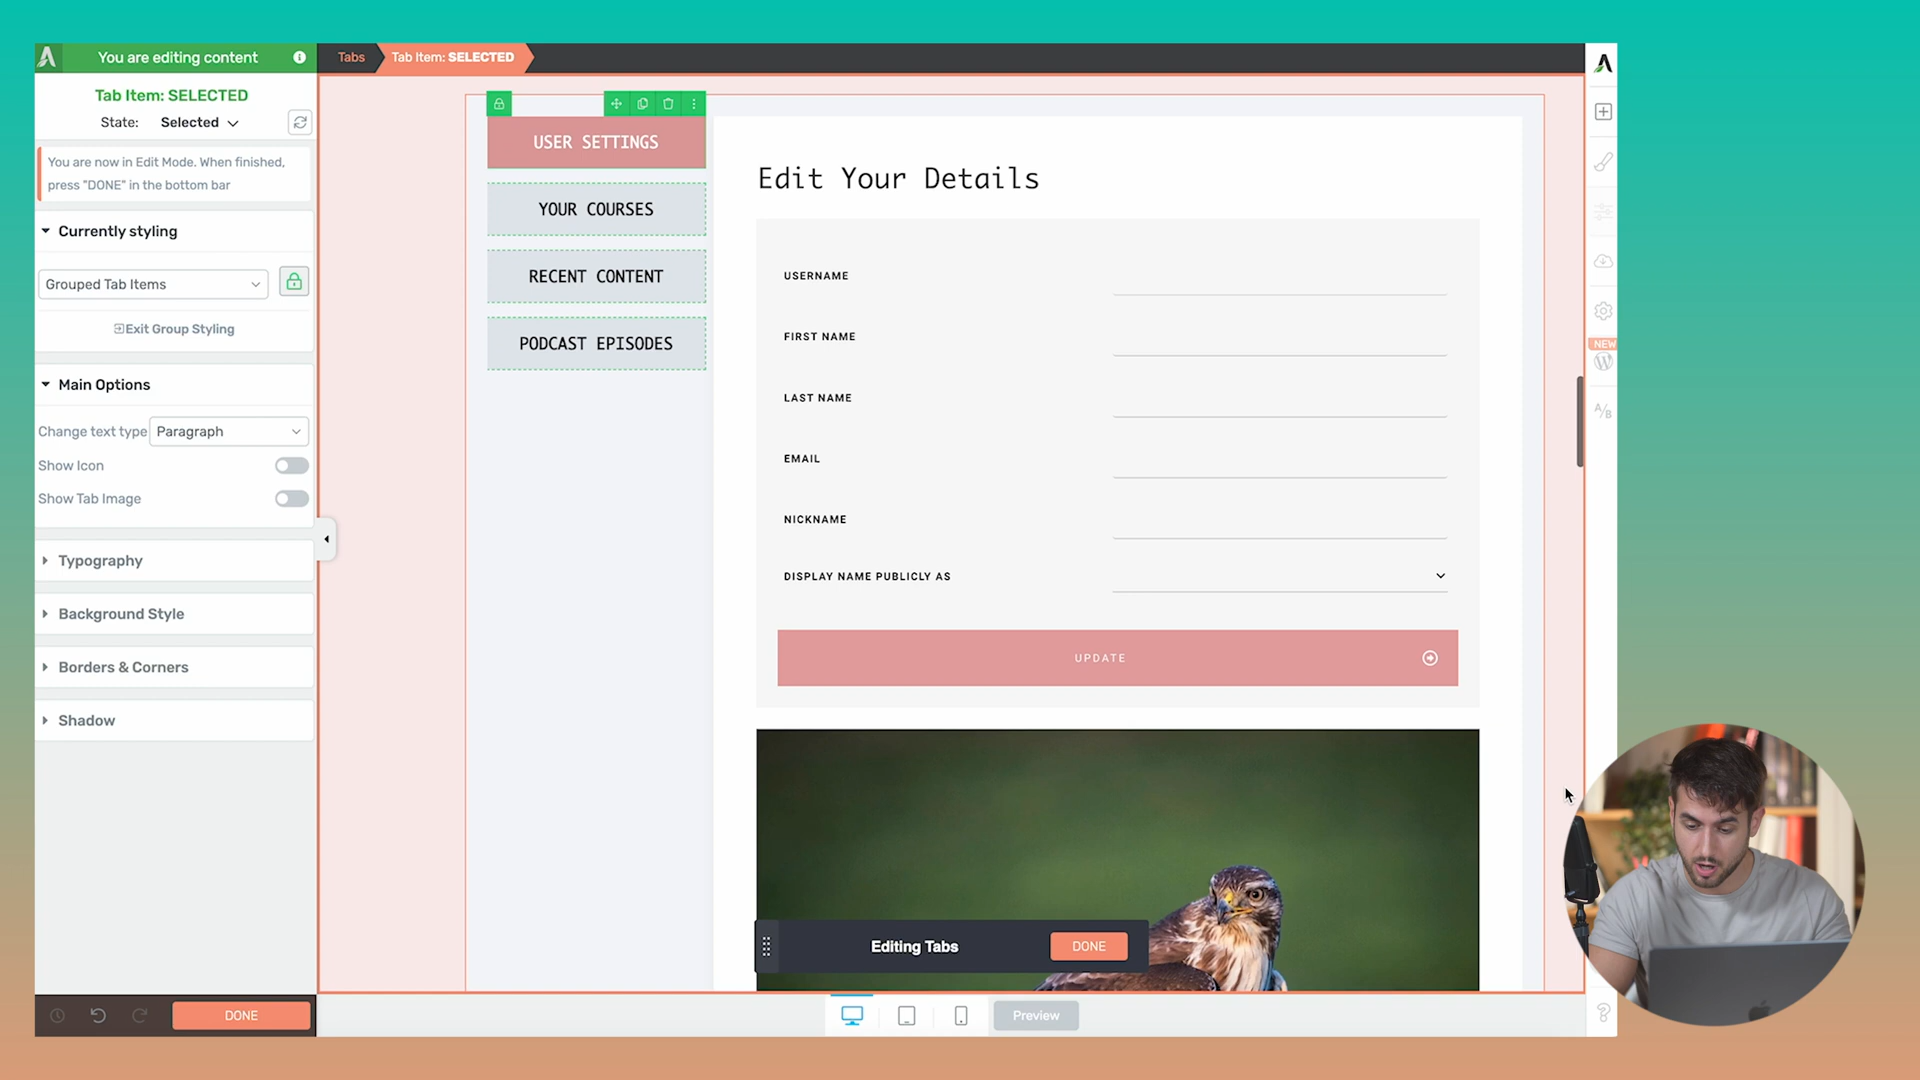 You are editing content
Tabs
Tab Item: SELECTED
Tab Item: SELECTED
State: Selected
You are now in Edit Mode. When finished,
press "DONE" in the bottom bar
Currently styling
Grouped Tab Items
Exit Group Styling
Main Options
Change text type Paragraph
Show Icon
Show Tab Image
Typography
Background Style
Borders & Corners
Shadow
DONE
USER SETTINGS
YOUR COURSES
RECENT CONTENT
PODCAST EPISODES
Edit Your Details
USERNAME
FIRST NAME
LAST NAME
EMAIL
NICKNAME
DISPLAY NAME PUBLICLY AS
UPDATE
Editing Tabs
DONE
Preview
NEW
A/B